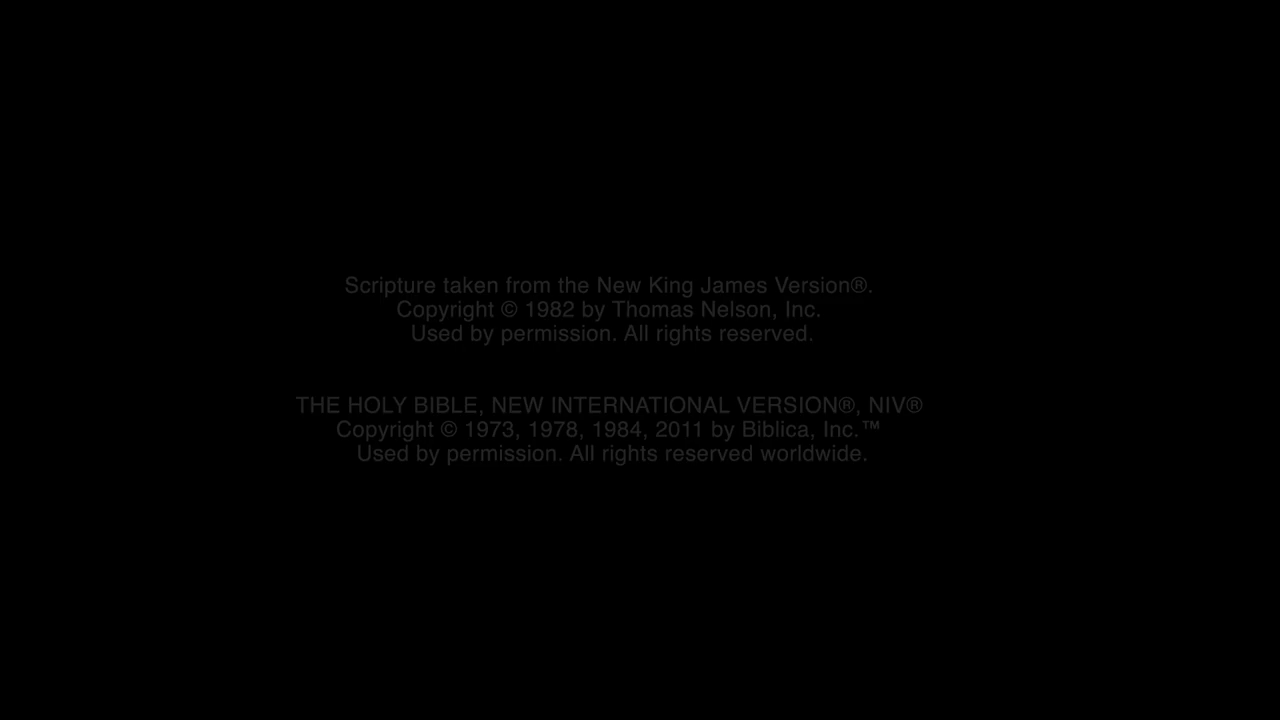 Scripture taken from the New King James Version®.
Copyright © 1982 by Thomas Nelson, Inc.
Used by permission. All rights reserved.
THE HOLY BIBLE, NEW INTERNATIONAL VERSION®, NIV®
Copyright © 1973, 1978, 1984, 2011 by Biblica, Inc.™
Used by permission. All rights reserved worldwide.